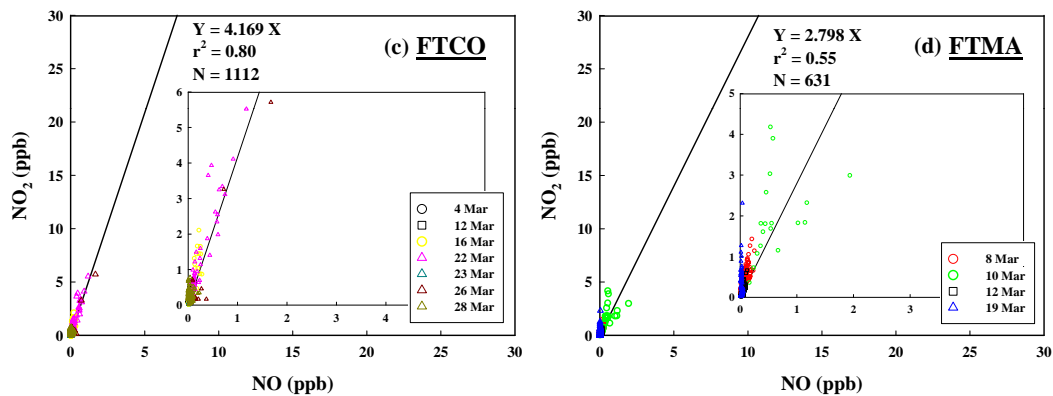 30
25
20
15
10
5
0
NO₂ (ppb)
Y = 4.169 X
r² = 0.80
N = 1112
(c) FTCO
6
5
4
3
2
1
0
0 1 2 3 4
4 Mar
12 Mar
16 Mar
22 Mar
23 Mar
26 Mar
28 Mar
0 5 10 15 20 25 30
NO (ppb)
30
25
20
15
10
5
0
NO₂ (ppb)
Y = 2.798 X
r² = 0.55
N = 631
(d) FTMA
5
4
3
2
1
0
0 1 2 3
8 Mar
10 Mar
12 Mar
19 Mar
0 5 10 15 20 25 30
NO (ppb)